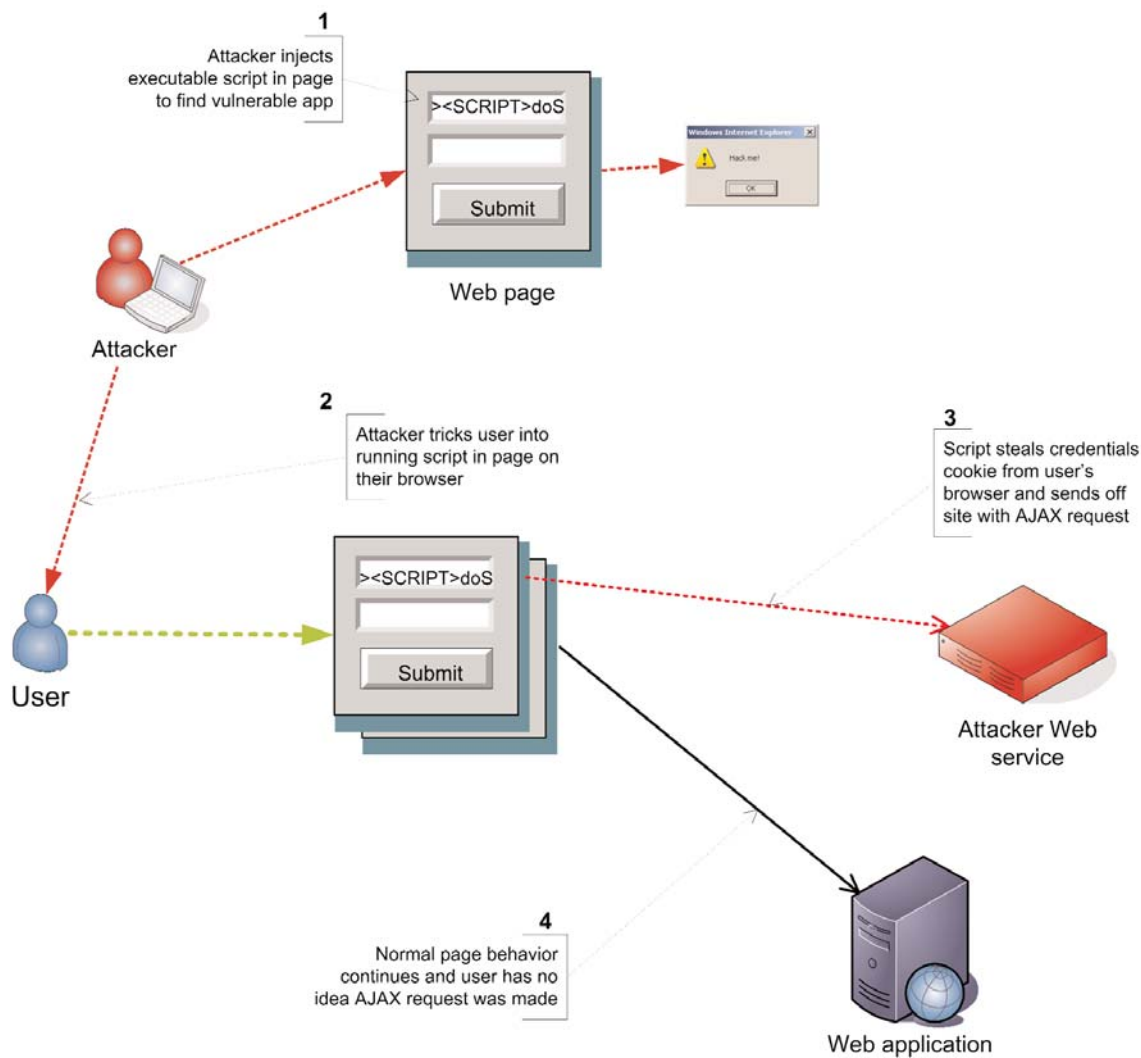 1
Attacker injects
executable script in page
to find vulnerable app
><SCRIPT>doS
Submit
Web page
Windows Internet Explorer
Hack me!
OK
Attacker
2
Attacker tricks user into
running script in page on
their browser
3
Script steals credentials
cookie from user's
browser and sends off
site with AJAX request
><SCRIPT>doS
Submit
User
Attacker Web
service
4
Normal page behavior
continues and user has no
idea AJAX request was made
Web application